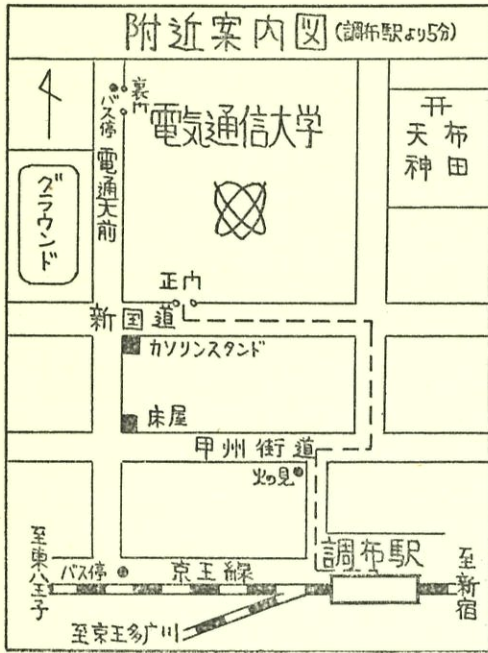 附近案内図(調布駅より5分)
裏門
バス停
電通大前
電気通信大学
天神
布田
グラウンド
正門
新国道
ガソリンスタンド
床屋
甲州街道
火の見
調布駅
至東八王子
バス停
京王線
至新宿
至京王多摩川